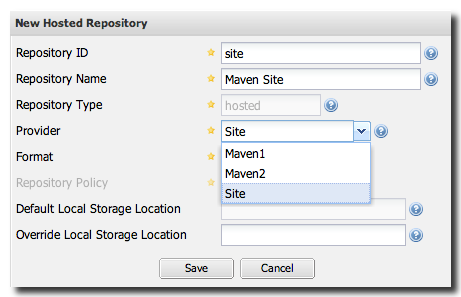 New Hosted Repository
Repository ID site
Repository Name Maven Site
Repository Type hosted
Provider Site
Format Maven1
Maven2
Repository Policy Site
Default Local Storage Location
Override Local Storage Location
Save Cancel